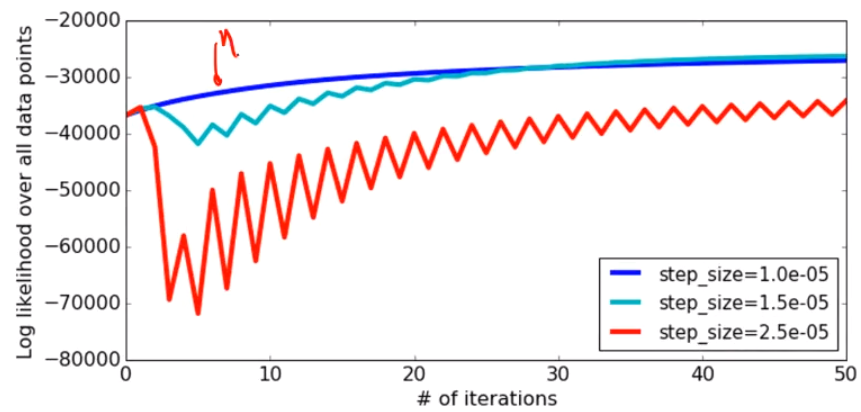 −20000
−30000
−40000
−50000
−60000
−70000
−80000
Log likelihood over all data points
step_size=1.0e-05
step_size=1.5e-05
step_size=2.5e-05
0 10 20 30 40 50
# of iterations